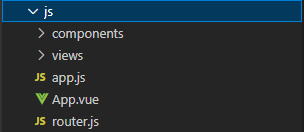 js
components
views
JS app.js
App.vue
JS router.js